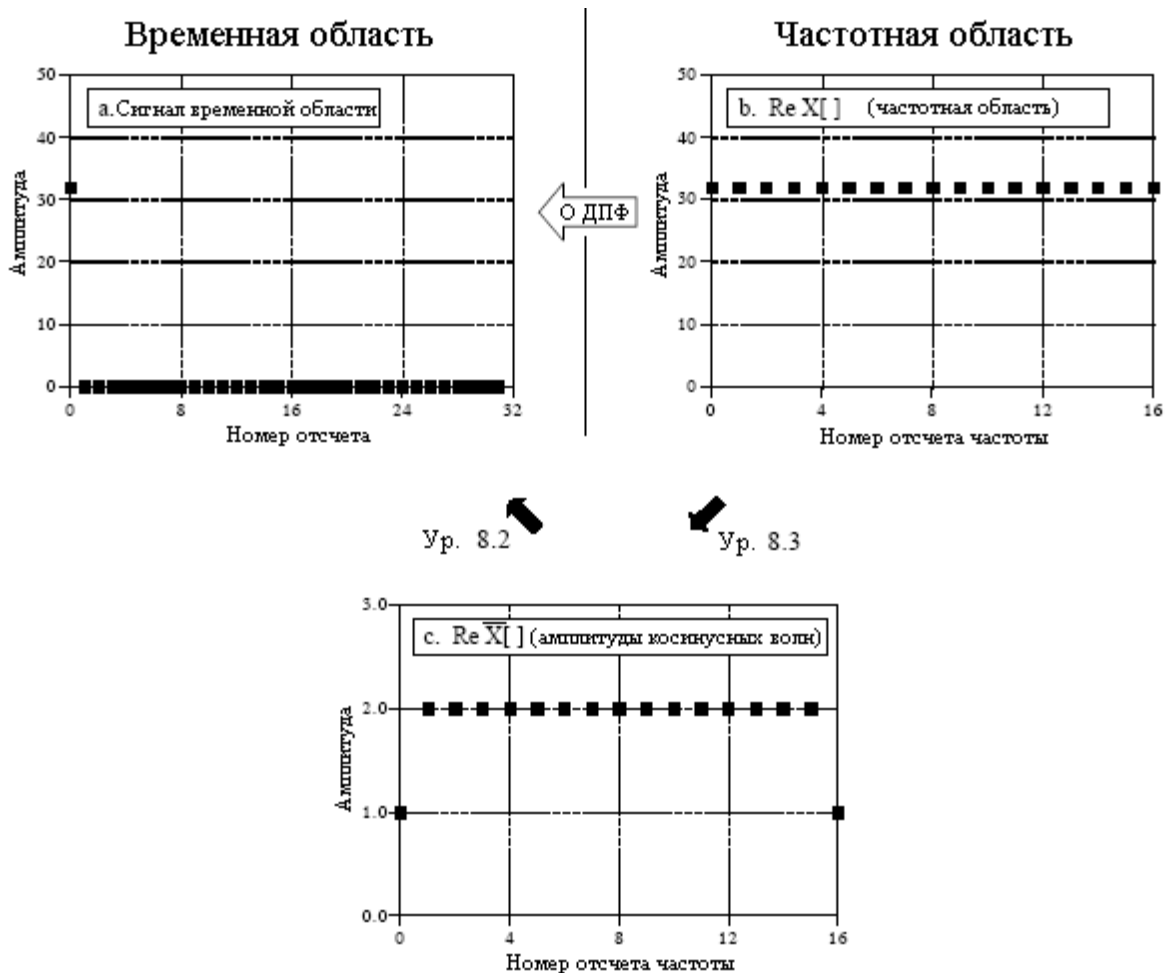 Временная область
Частотная область
a.Сигнал временной области
50
40
30
20
10
0
Амплитуда
0 8 16 24 32
Номер отсчета
О ДПФ
b. Re X[ ] (частотная область)
50
40
30
20
10
0
Амплитуда
0 4 8 12 16
Номер отсчета частоты
Ур. 8.2
Ур. 8.3
c. Re X̅[ ] (амплитуды косинусных волн)
3.0
2.0
1.0
0.0
Амплитуда
0 4 8 12 16
Номер отсчета частоты